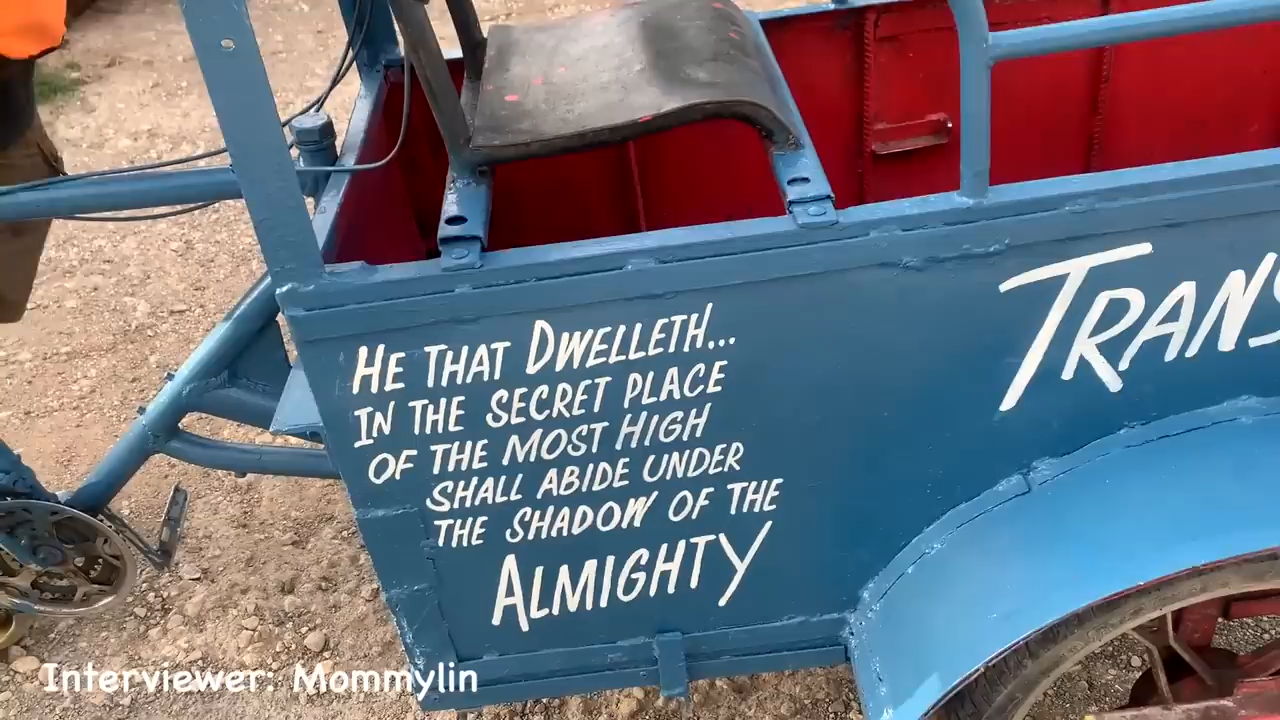 HE THAT DWELLETH...
IN THE SECRET PLACE
OF THE MOST HIGH
SHALL ABIDE UNDER
THE SHADOW OF THE
ALMIGHTY
TRANS
Interviewer: Mommylin